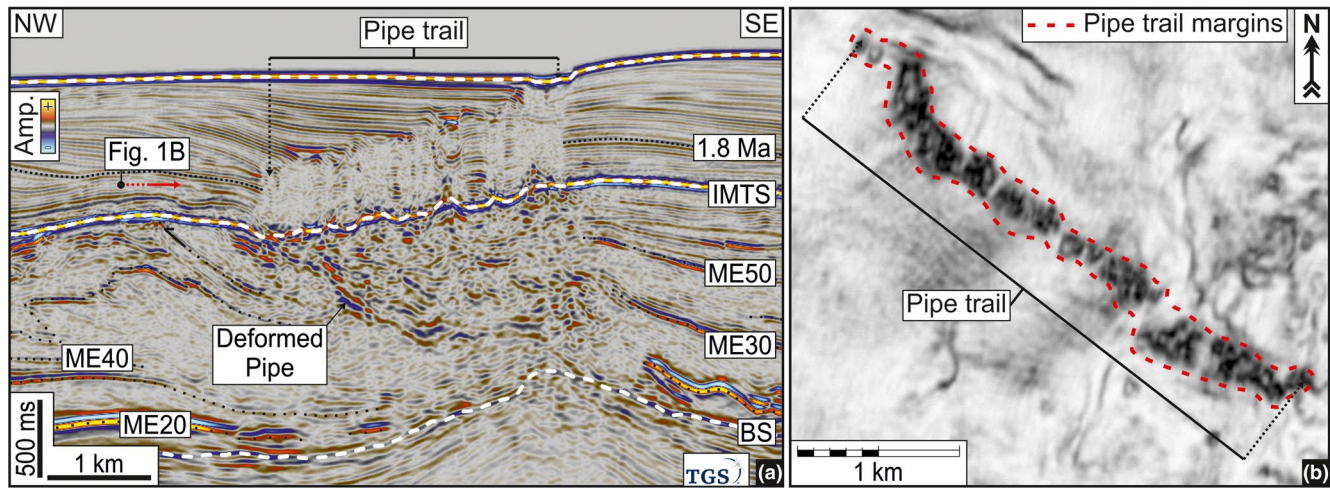 NW
Pipe trail
SE
Amp.
+
-
Fig. 1B
1.8 Ma
IMTS
ME50
Deformed
Pipe
ME40
ME30
ME20
BS
500 ms
1 km
TGS
(a)
Pipe trail margins
N
Pipe trail
1 km
(b)